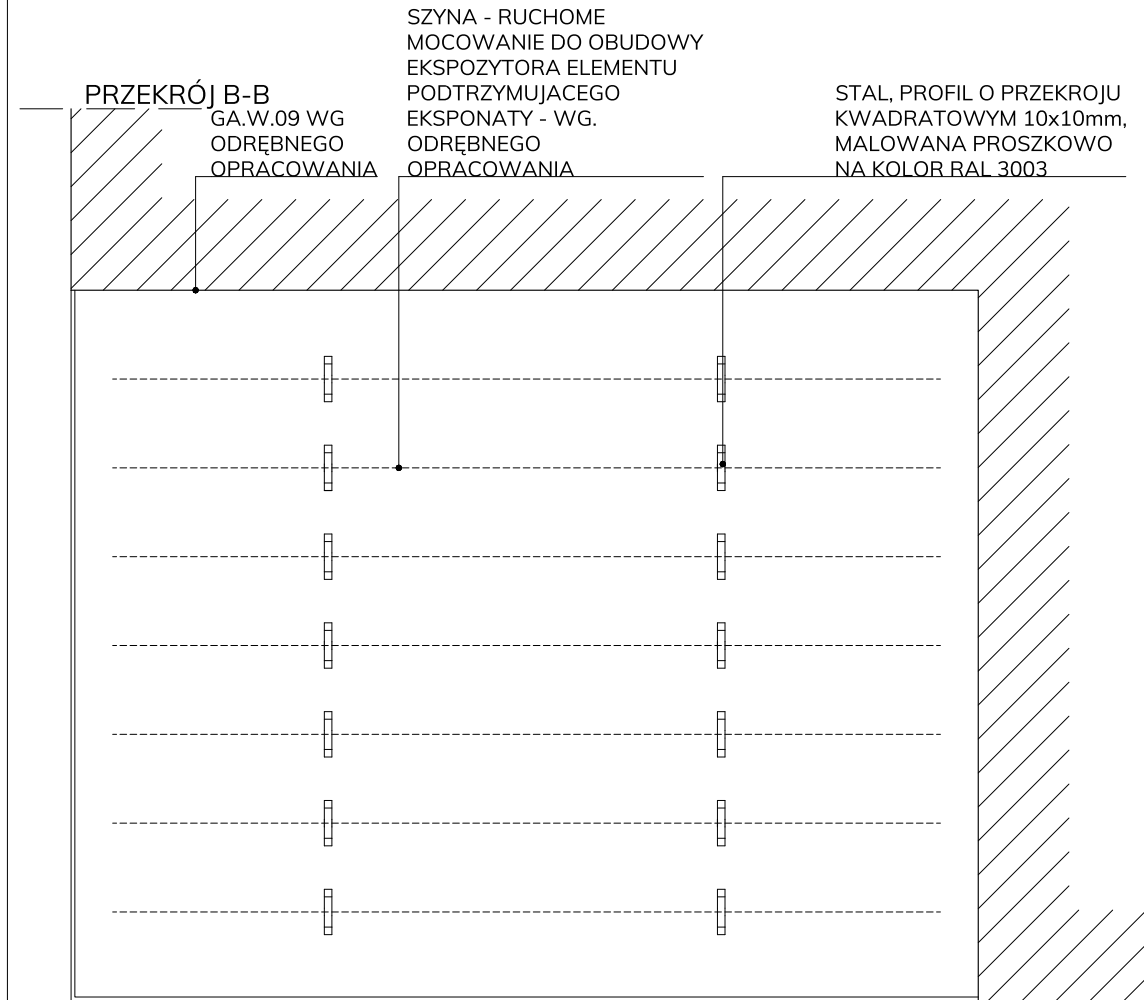 PRZEKRÓJ B-B
GA.W.09 WG
ODRĘBNEGO
OPRACOWANIA
SZYNA - RUCHOME
MOCOWANIE DO OBUDOWY
EKSPOZYTORA ELEMENTU
PODTRZYMUJACEGO
EKSPONATY - WG.
ODRĘBNEGO
OPRACOWANIA
STAL, PROFIL O PRZEKROJU
KWADRATOWYM 10x10mm,
MALOWANA PROSZKOWO
NA KOLOR RAL 3003